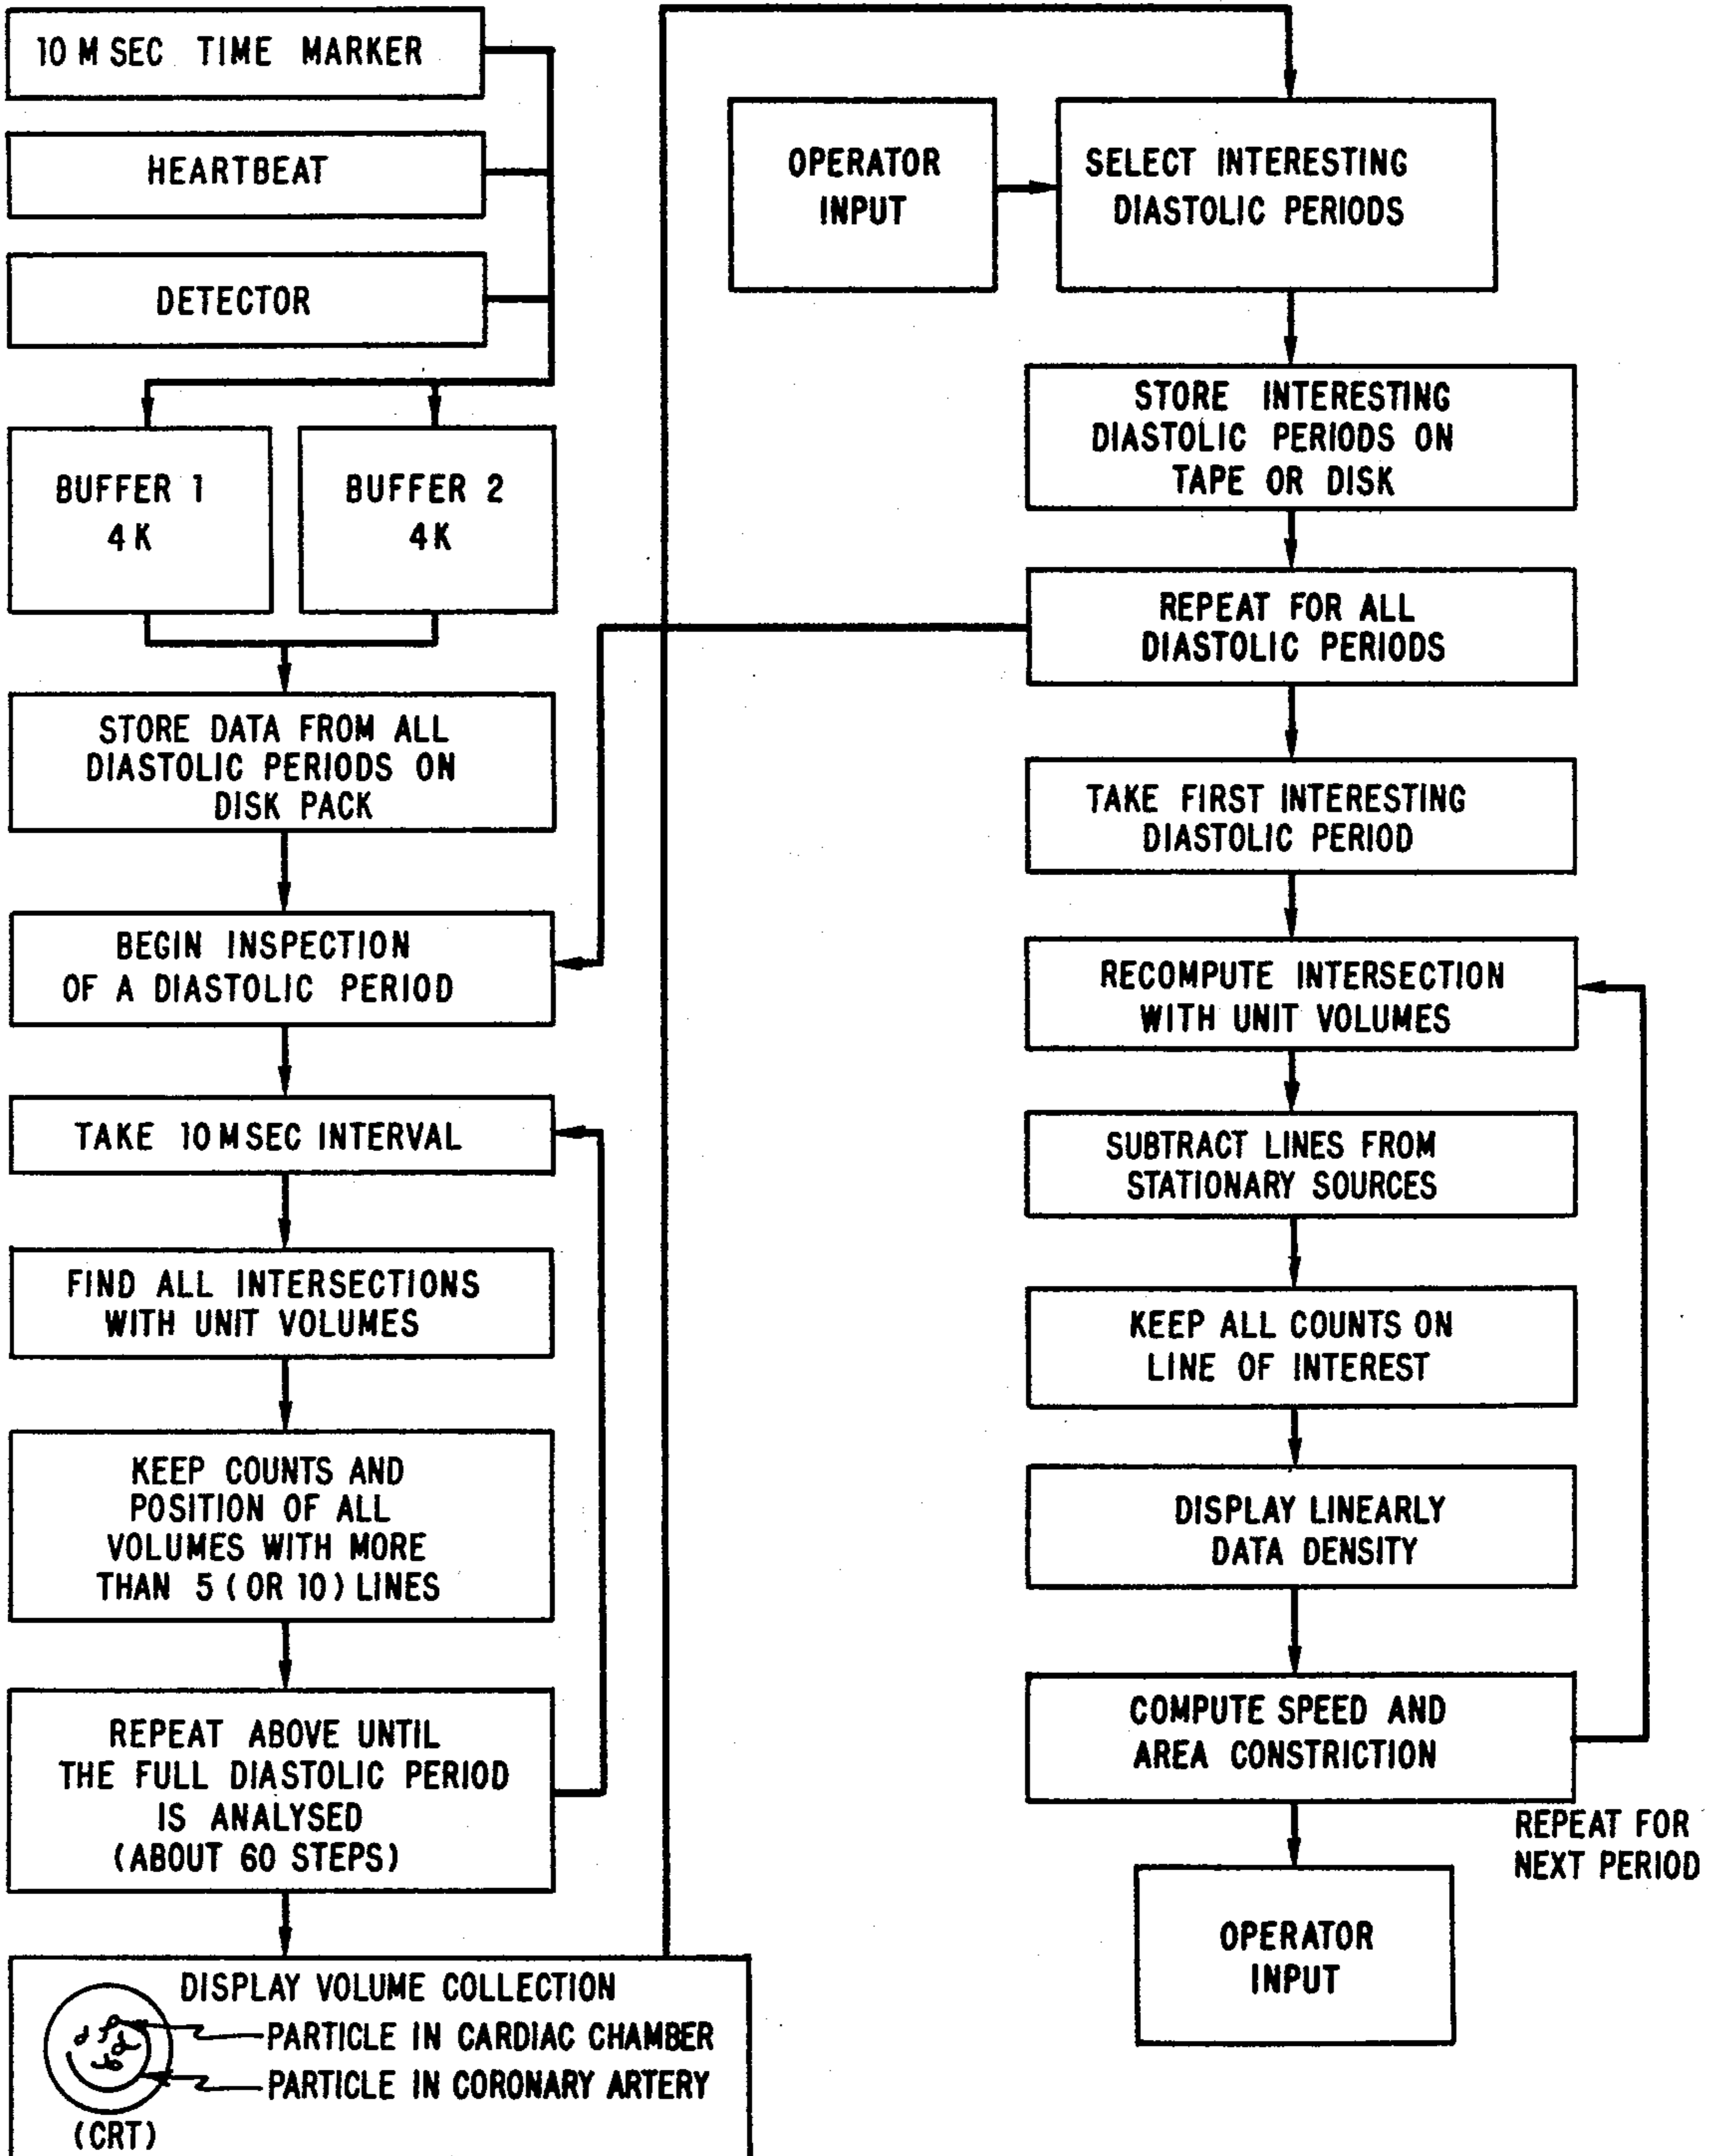 10 M SEC TIME MARKER
HEARTBEAT
DETECTOR
BUFFER 1
4K
BUFFER 2
4K
STORE DATA FROM ALL
DIASTOLIC PERIODS ON
DISK PACK
BEGIN INSPECTION
OF A DIASTOLIC PERIOD
TAKE 10 MSEC INTERVAL
FIND ALL INTERSECTIONS
WITH UNIT VOLUMES
KEEP COUNTS AND
POSITION OF ALL
VOLUMES WITH MORE
THAN 5 (OR 10) LINES
REPEAT ABOVE UNTIL
THE FULL DIASTOLIC PERIOD
IS ANALYSED
(ABOUT 60 STEPS)
DISPLAY VOLUME COLLECTION
PARTICLE IN CARDIAC CHAMBER
PARTICLE IN CORONARY ARTERY
(CRT)
OPERATOR
INPUT
SELECT INTERESTING
DIASTOLIC PERIODS
STORE INTERESTING
DIASTOLIC PERIODS ON
TAPE OR DISK
REPEAT FOR ALL
DIASTOLIC PERIODS
TAKE FIRST INTERESTING
DIASTOLIC PERIOD
RECOMPUTE INTERSECTION
WITH UNIT VOLUMES
SUBTRACT LINES FROM
STATIONARY SOURCES
KEEP ALL COUNTS ON
LINE OF INTEREST
DISPLAY LINEARLY
DATA DENSITY
COMPUTE SPEED AND
AREA CONSTRICTION
REPEAT FOR
NEXT PERIOD
OPERATOR
INPUT